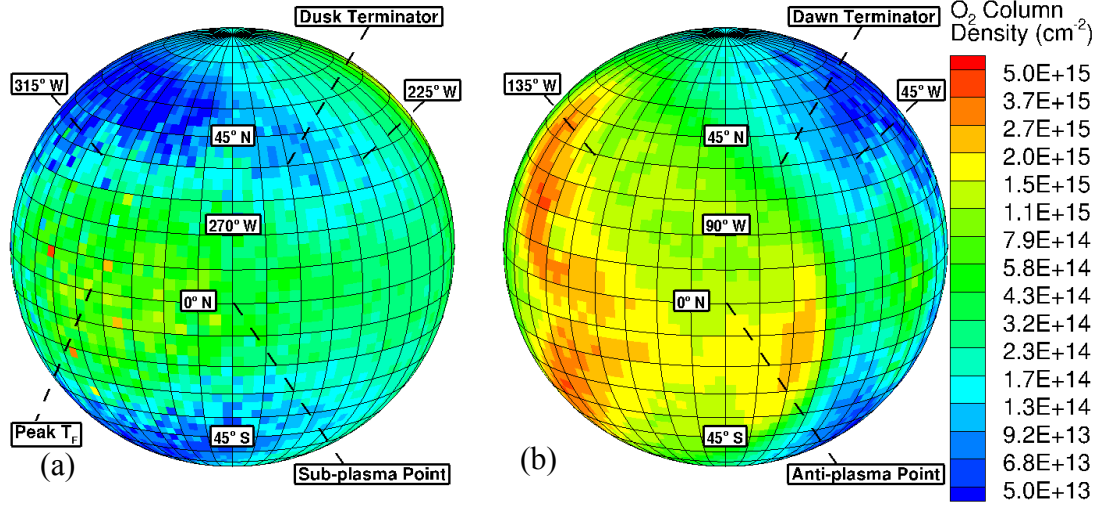 Dusk Terminator
315° W
225° W
45° N
270° W
0° N
Peak T_F
45° S
(a)
Sub-plasma Point
Dawn Terminator
135° W
45° W
45° N
90° W
0° N
45° S
(b)
Anti-plasma Point
O₂ Column
Density (cm⁻²)
5.0E+15
3.7E+15
2.7E+15
2.0E+15
1.5E+15
1.1E+15
7.9E+14
5.8E+14
4.3E+14
3.2E+14
2.3E+14
1.7E+14
1.3E+14
9.2E+13
6.8E+13
5.0E+13